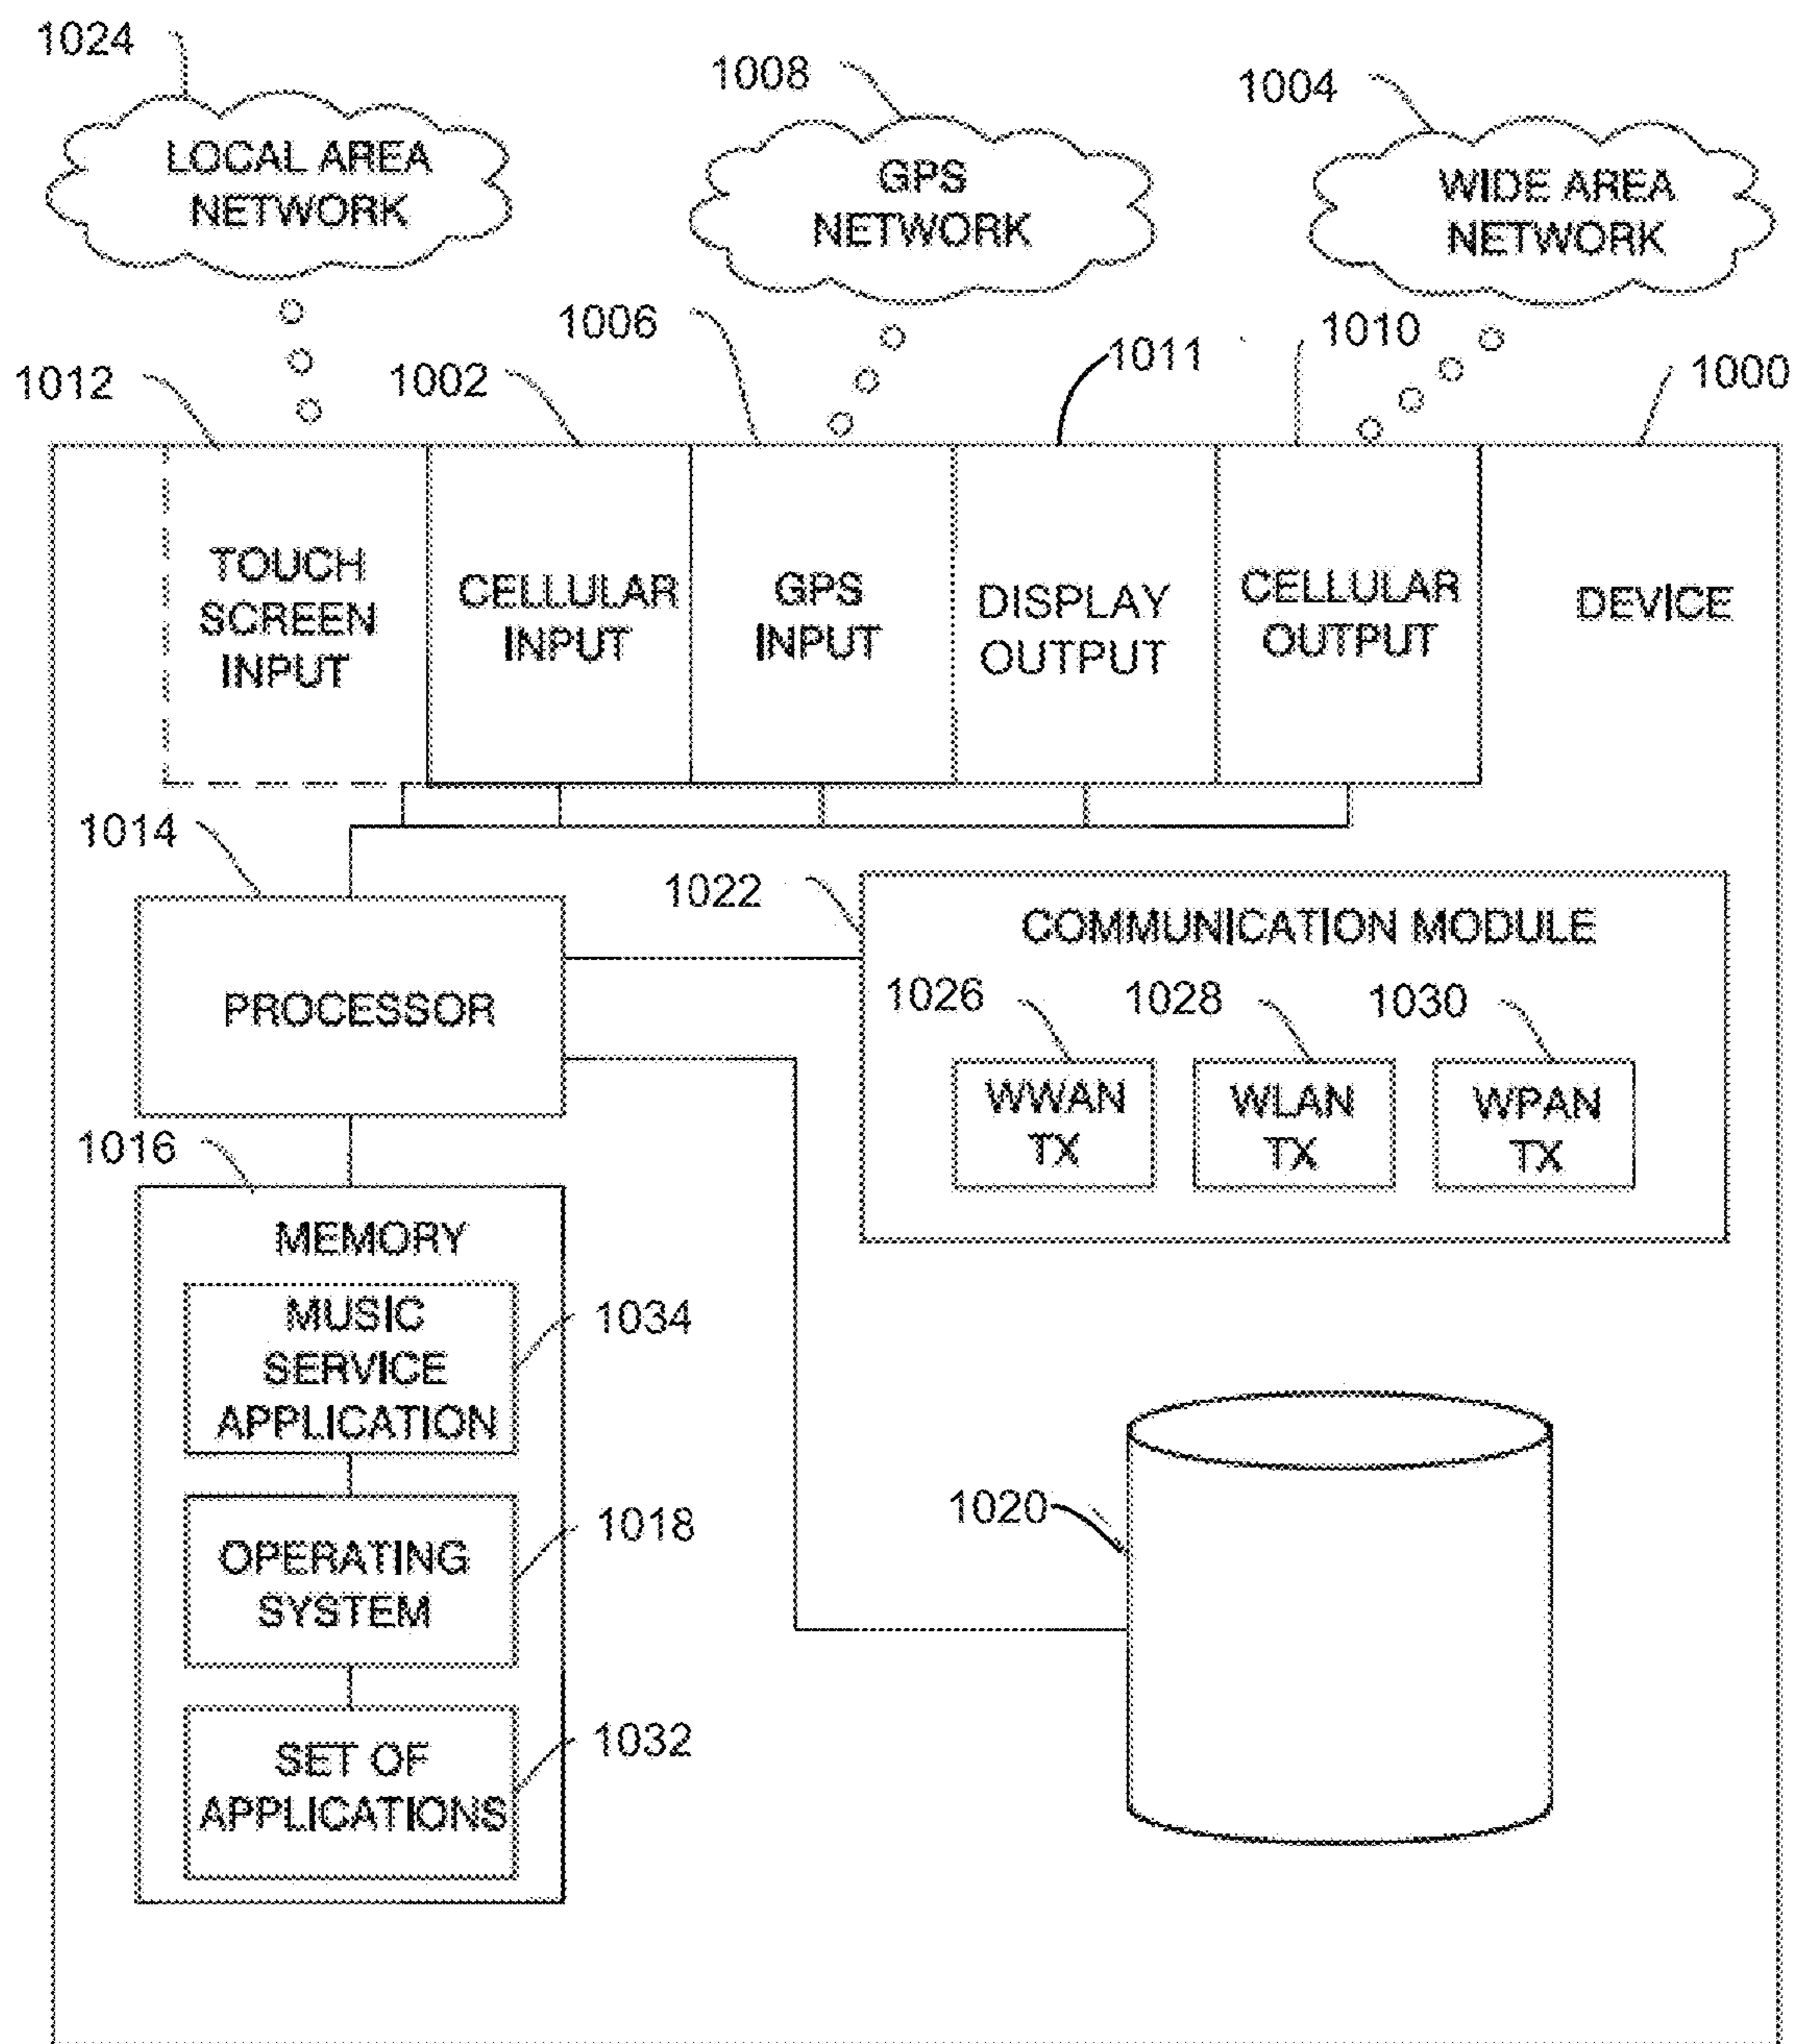 1024
1008
1004
LOCAL AREA
NETWORK
GPS
NETWORK
WIDE AREA
NETWORK
1012
1002
1006
1011
1010
1000
TOUCH
SCREEN
INPUT
CELLULAR
INPUT
GPS
INPUT
DISPLAY
OUTPUT
CELLULAR
OUTPUT
DEVICE
1014
PROCESSOR
1022
COMMUNICATION MODULE
1026
1028
1030
WWAN
TX
WLAN
TX
WPAN
TX
1016
MEMORY
MUSIC
SERVICE
APPLICATION
1034
OPERATING
SYSTEM
1018
SET OF
APPLICATIONS
1032
1020